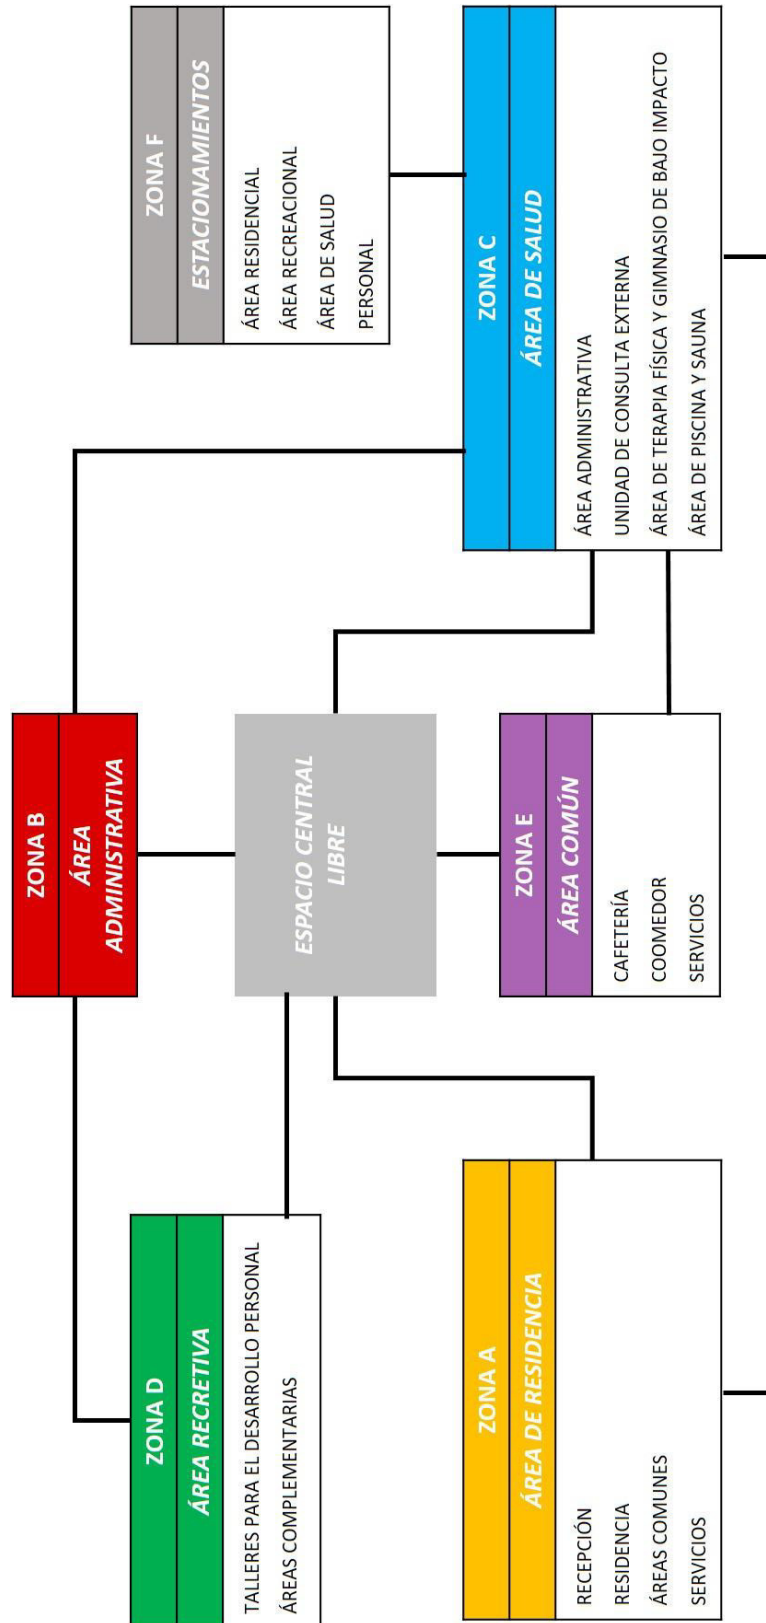 ZONA D
ÁREA RECRETIVA
TALLERES PARA EL DESARROLLO PERSONAL
ÁREAS COMPLEMENTARIAS
ZONA B
ÁREA
ADMINISTRATIVA
ZONA F
ESTACIONAMIENTOS
ÁREA RESIDENCIAL
ÁREA RECREACIONAL
ÁREA DE SALUD
PERSONAL
ESPACIO CENTRAL
LIBRE
ZONA A
ÁREA DE RESIDENCIA
RECEPCIÓN
RESIDENCIA
ÁREAS COMUNES
SERVICIOS
ZONA E
ÁREA COMÚN
CAFETERÍA
COOMEDOR
SERVICIOS
ZONA C
ÁREA DE SALUD
ÁREA ADMINISTRATIVA
UNIDAD DE CONSULTA EXTERNA
ÁREA DE TERAPIA FÍSICA Y GIMNASIO DE BAJO IMPACTO
ÁREA DE PISCINA Y SAUNA